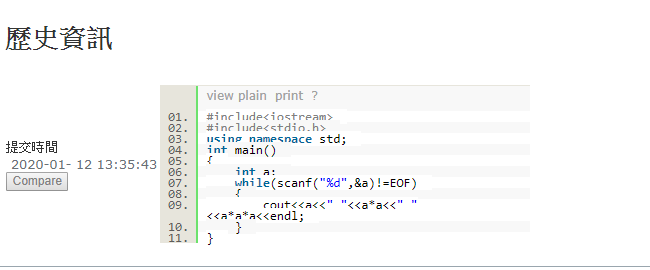 歷史資訊
view plain print ?
01. #include<iostream>
02. #include<stdio.h>
03. using namespace std;
04. int main()
05. {
06. int a;
07. while(scanf("%d",&a)!=EOF)
08. {
09. cout<<a<<" "<<a*a<<" "
<<a*a*a<<endl;
10. }
11. }
提交時間
2020-01- 12 13:35:43
Compare